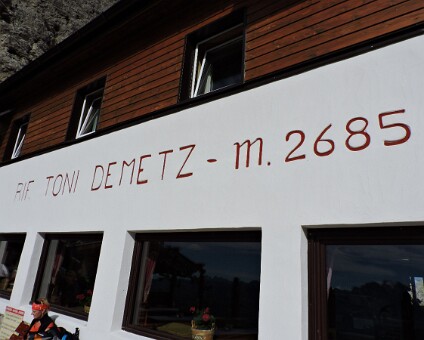 RIF. TONI DEMETZ - m. 2685